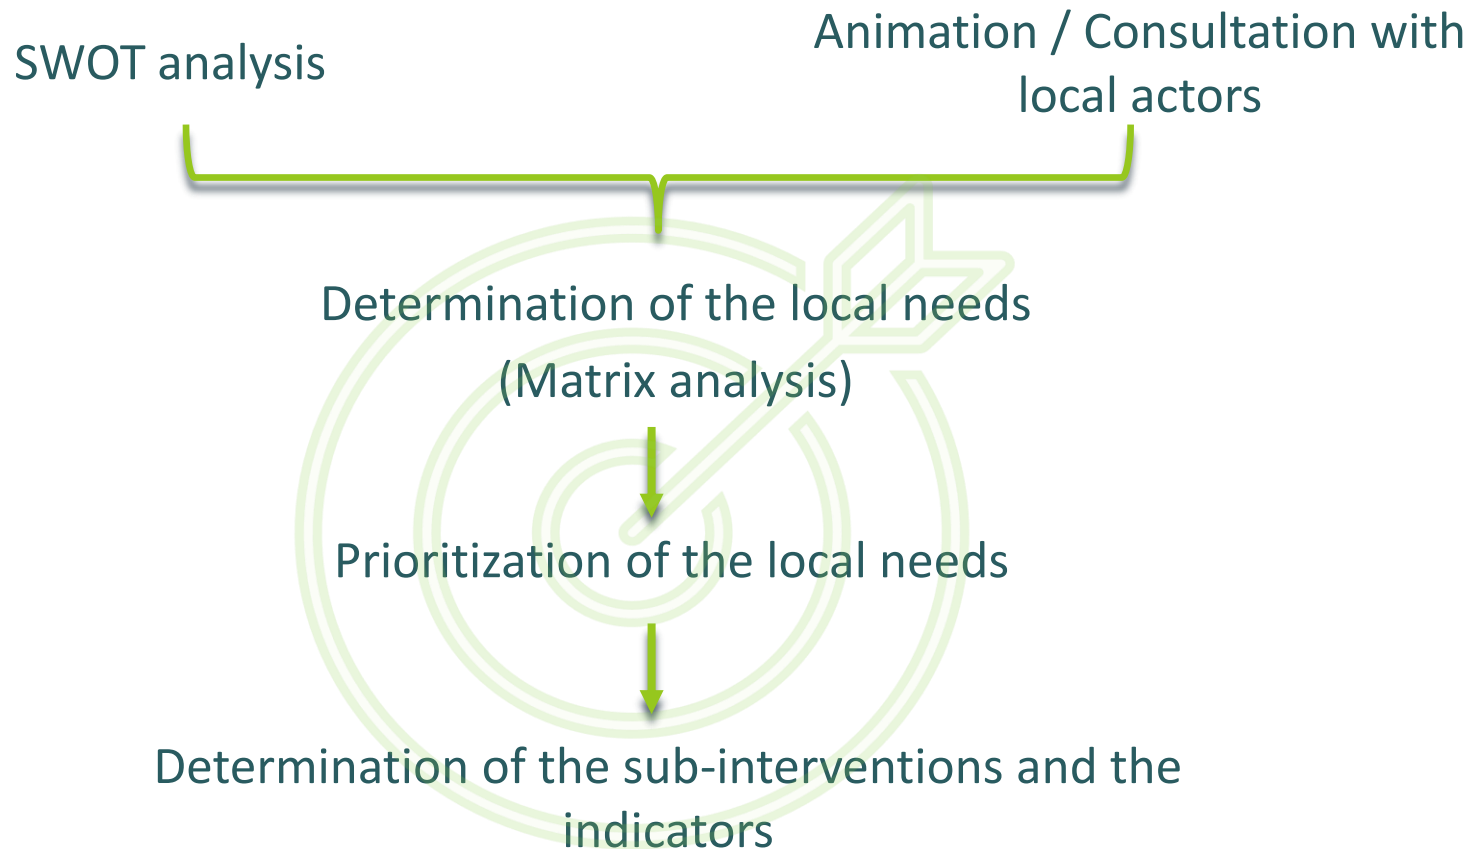 SWOT analysis
Animation / Consultation with
local actors
Determination of the local needs
(Matrix analysis)
Prioritization of the local needs
Determination of the sub-interventions and the
indicators